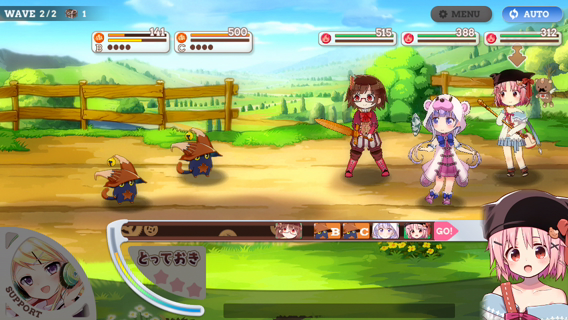 WAVE 2/2 1
MENU
AUTO
141
500
515
388
312
B
C
B
C
GO!
とっておき
SUPPORT